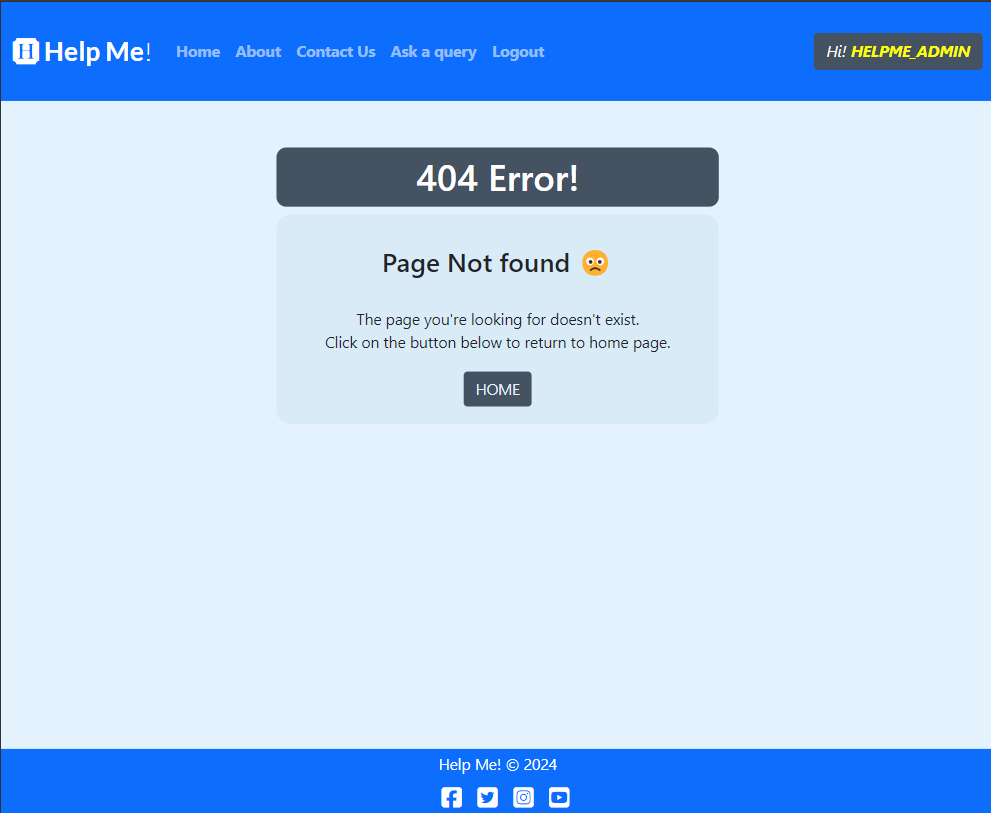 H Help Me!
Home About Contact Us Ask a query Logout
Hi! HELPME_ADMIN
404 Error!
Page Not found
The page you're looking for doesn't exist.
Click on the button below to return to home page.
HOME
Help Me! © 2024